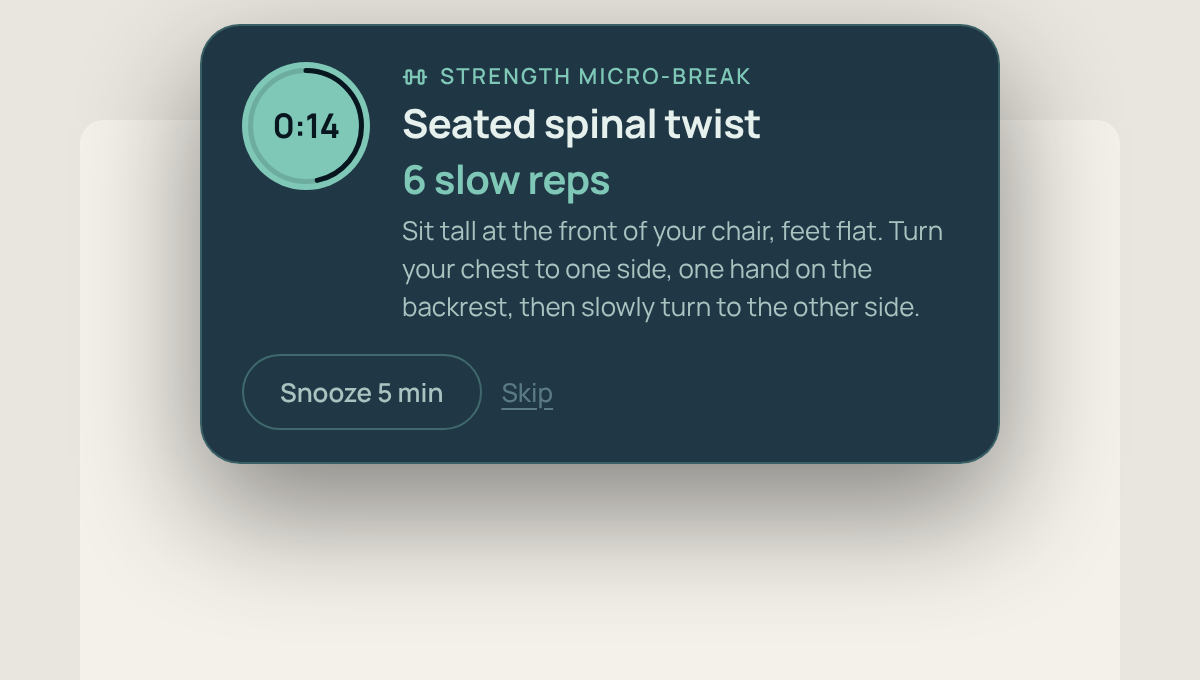 0:14
STRENGTH MICRO-BREAK
Seated spinal twist
6 slow reps
Sit tall at the front of your chair, feet flat. Turn
your chest to one side, one hand on the
backrest, then slowly turn to the other side.
Snooze 5 min
Skip